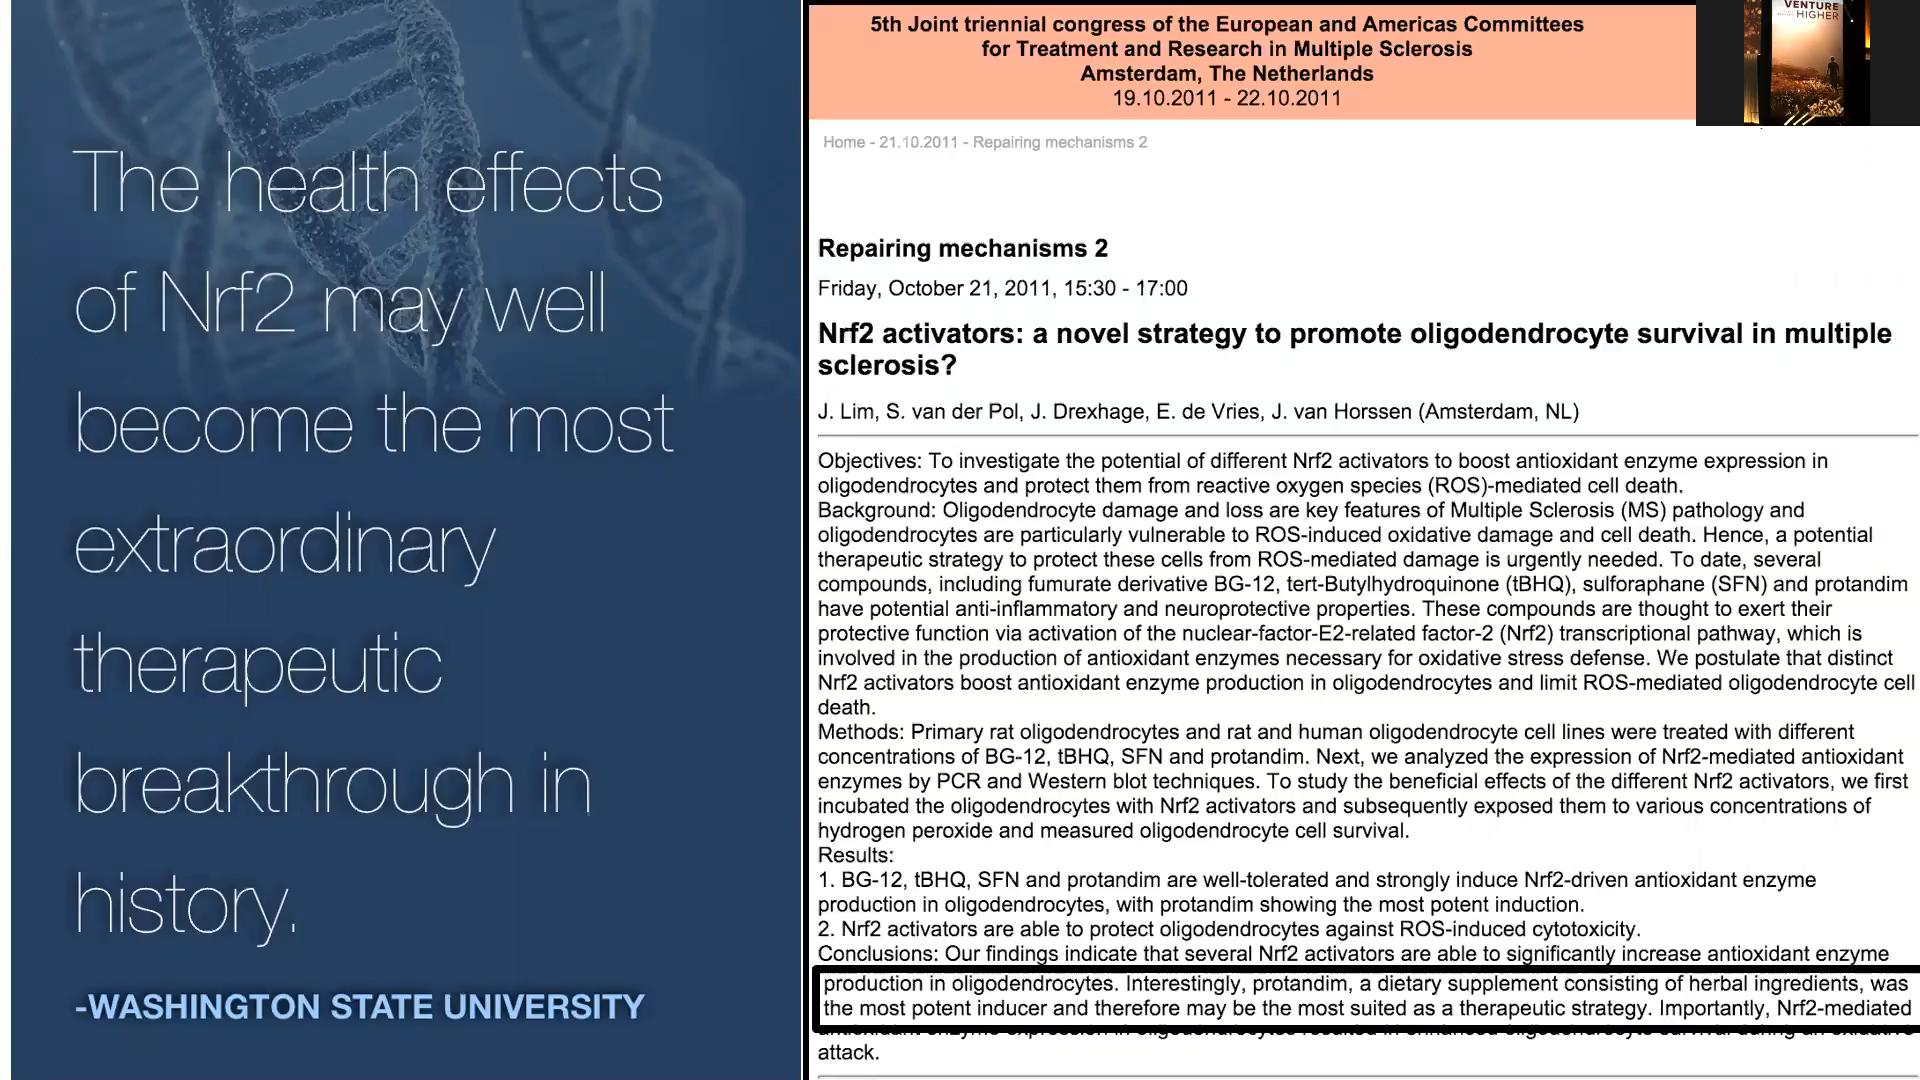 The health effects
of Nrf2 may well
become the most
extraordinary
therapeutic
breakthrough in
history.
-WASHINGTON STATE UNIVERSITY
5th Joint triennial congress of the European and Americas Committees
for Treatment and Research in Multiple Sclerosis
Amsterdam, The Netherlands
19.10.2011 - 22.10.2011
VENTURE
HIGHER
Home - 21.10.2011 - Repairing mechanisms 2
Repairing mechanisms 2
Friday, October 21, 2011, 15:30 - 17:00
Nrf2 activators: a novel strategy to promote oligodendrocyte survival in multiple
sclerosis?
J. Lim, S. van der Pol, J. Drexhage, E. de Vries, J. van Horssen (Amsterdam, NL)
Objectives: To investigate the potential of different Nrf2 activators to boost antioxidant enzyme expression in
oligodendrocytes and protect them from reactive oxygen species (ROS)-mediated cell death.
Background: Oligodendrocyte damage and loss are key features of Multiple Sclerosis (MS) pathology and
oligodendrocytes are particularly vulnerable to ROS-induced oxidative damage and cell death. Hence, a potential
therapeutic strategy to protect these cells from ROS-mediated damage is urgently needed. To date, several
compounds, including fumurate derivative BG-12, tert-Butylhydroquinone (tBHQ), sulforaphane (SFN) and protandim
have potential anti-inflammatory and neuroprotective properties. These compounds are thought to exert their
protective function via activation of the nuclear-factor-E2-related factor-2 (Nrf2) transcriptional pathway, which is
involved in the production of antioxidant enzymes necessary for oxidative stress defense. We postulate that distinct
Nrf2 activators boost antioxidant enzyme production in oligodendrocytes and limit ROS-mediated oligodendrocyte cell
death.
Methods: Primary rat oligodendrocytes and rat and human oligodendrocyte cell lines were treated with different
concentrations of BG-12, tBHQ, SFN and protandim. Next, we analyzed the expression of Nrf2-mediated antioxidant
enzymes by PCR and Western blot techniques. To study the beneficial effects of the different Nrf2 activators, we first
incubated the oligodendrocytes with Nrf2 activators and subsequently exposed them to various concentrations of
hydrogen peroxide and measured oligodendrocyte cell survival.
Results:
1. BG-12, tBHQ, SFN and protandim are well-tolerated and strongly induce Nrf2-driven antioxidant enzyme
production in oligodendrocytes, with protandim showing the most potent induction.
2. Nrf2 activators are able to protect oligodendrocytes against ROS-induced cytotoxicity.
Conclusions: Our findings indicate that several Nrf2 activators are able to significantly increase antioxidant enzyme
production in oligodendrocytes. Interestingly, protandim, a dietary supplement consisting of herbal ingredients, was
the most potent inducer and therefore may be the most suited as a therapeutic strategy. Importantly, Nrf2-mediated
attack.